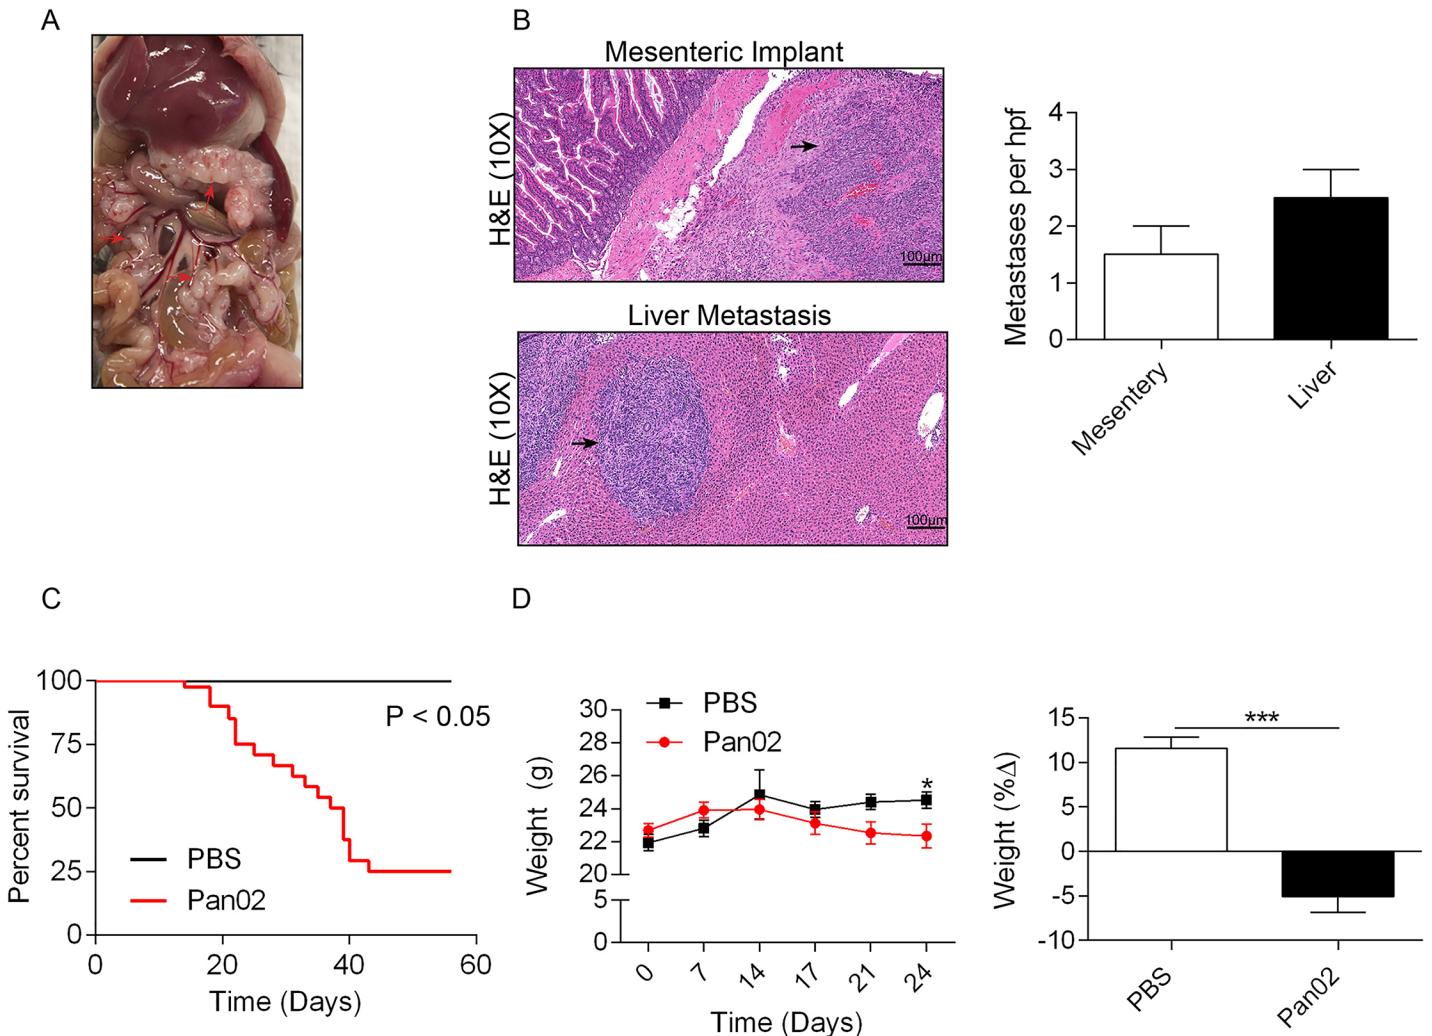 A
B
Mesenteric Implant
H&E (10X)
100μm
Liver Metastasis
H&E (10X)
100μm
Metastases per hpf
4
3
2
1
0
Mesentery
Liver
C
Percent survival
100
75
50
25
0
P < 0.05
PBS
Pan02
0
20
40
60
Time (Days)
D
PBS
Pan02
Weight (g)
30
28
26
24
22
20
5
0
*
0
7
14
17
21
24
Time (Days)
Weight (%Δ)
15
10
5
0
-5
-10
***
PBS
Pan02